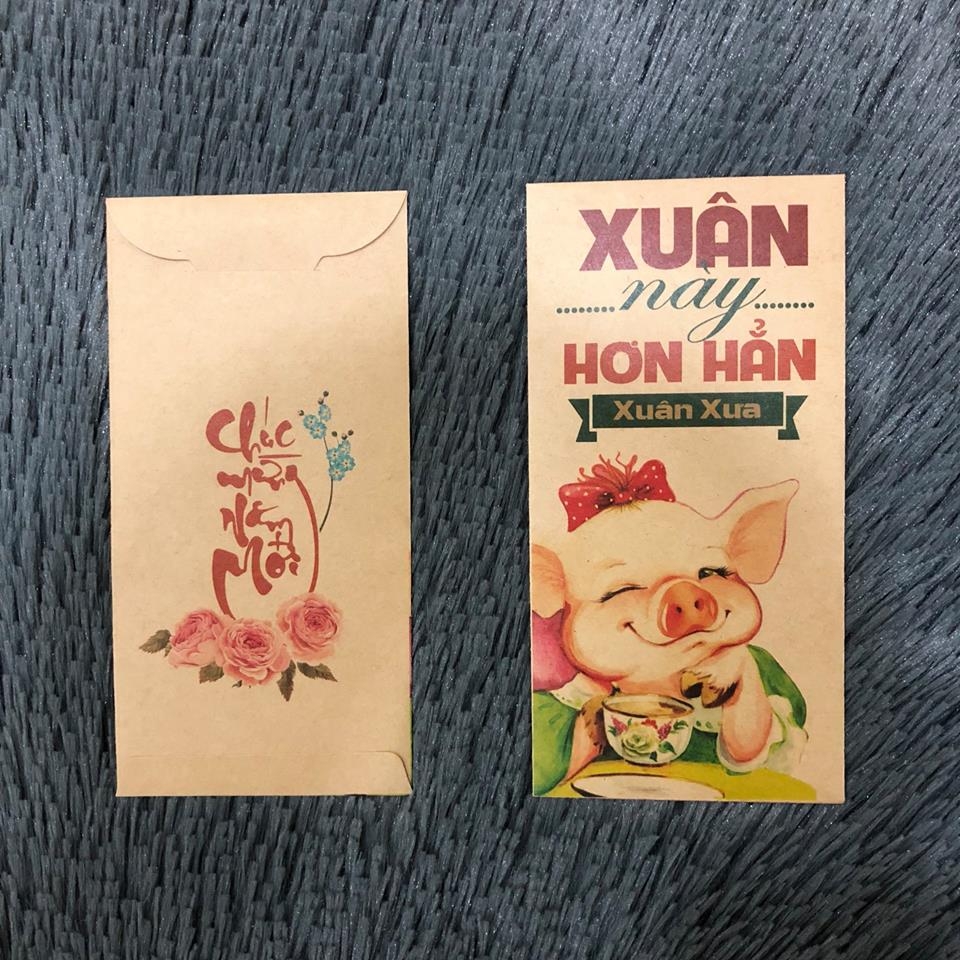 Chúc
mừng
năm
Mới
XUÂN
này
HƠN HẲN
Xuân Xưa